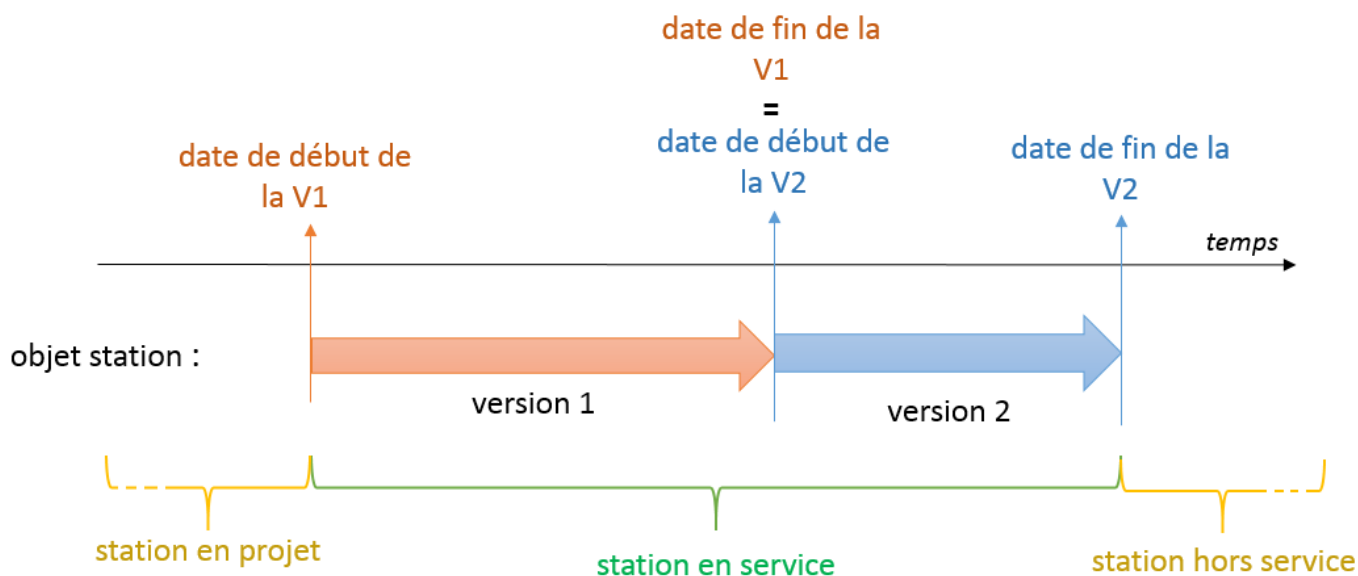 date de fin de la
V1
=
date de début de
la V2
date de début de
la V1
date de fin de la
V2
temps
objet station :
version 1
version 2
station en projet
station en service
station hors service